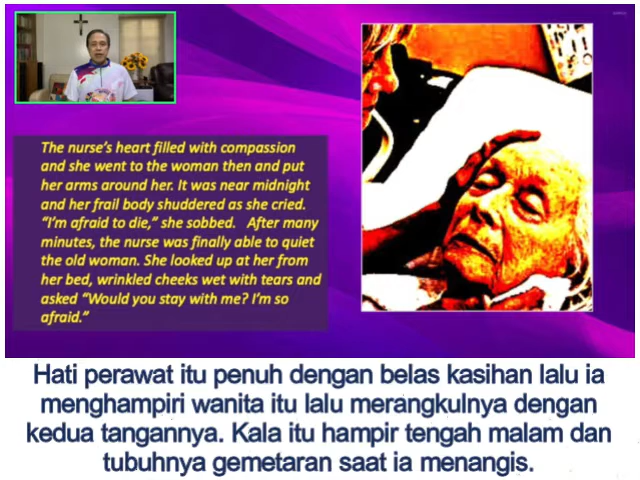 The nurse's heart filled with compassion
and she went to the woman then and put
her arms around her. It was near midnight
and her frail body shuddered as she cried.
"I'm afraid to die," she sobbed.   After many
minutes, the nurse was finally able to quiet
the old woman. She looked up at her from
her bed, wrinkled cheeks wet with tears and
asked "Would you stay with me? I'm so
afraid."
Hati perawat itu penuh dengan belas kasihan lalu ia
menghampiri wanita itu lalu merangkulnya dengan
kedua tangannya. Kala itu hampir tengah malam dan
tubuhnya gemetaran saat ia menangis.